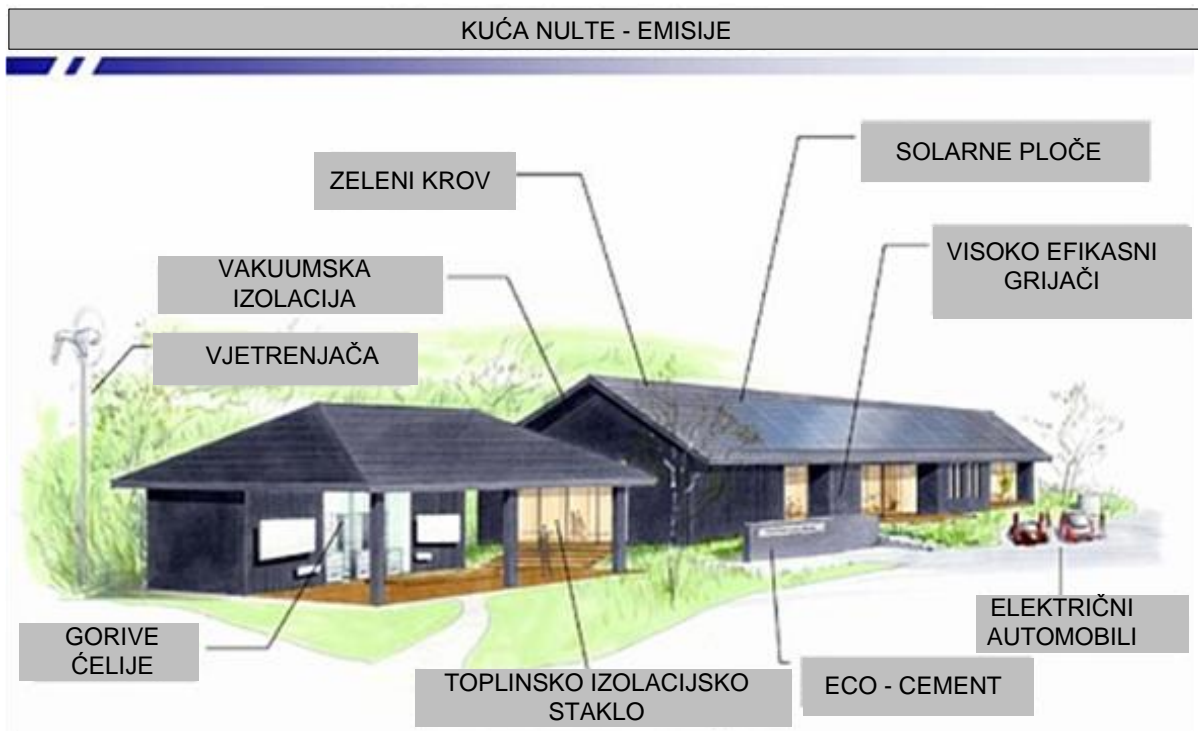 KUĆA NULTE - EMISIJE
SOLARNE PLOČE
ZELENI KROV
VISOKO EFIKASNI
GRIJAČI
VAKUUMSKA
IZOLACIJA
VJETRENJAČA
GORIVE
ĆELIJE
TOPLINSKO IZOLACIJSKO
STAKLO
ECO - CEMENT
ELEKTRIČNI
AUTOMOBILI